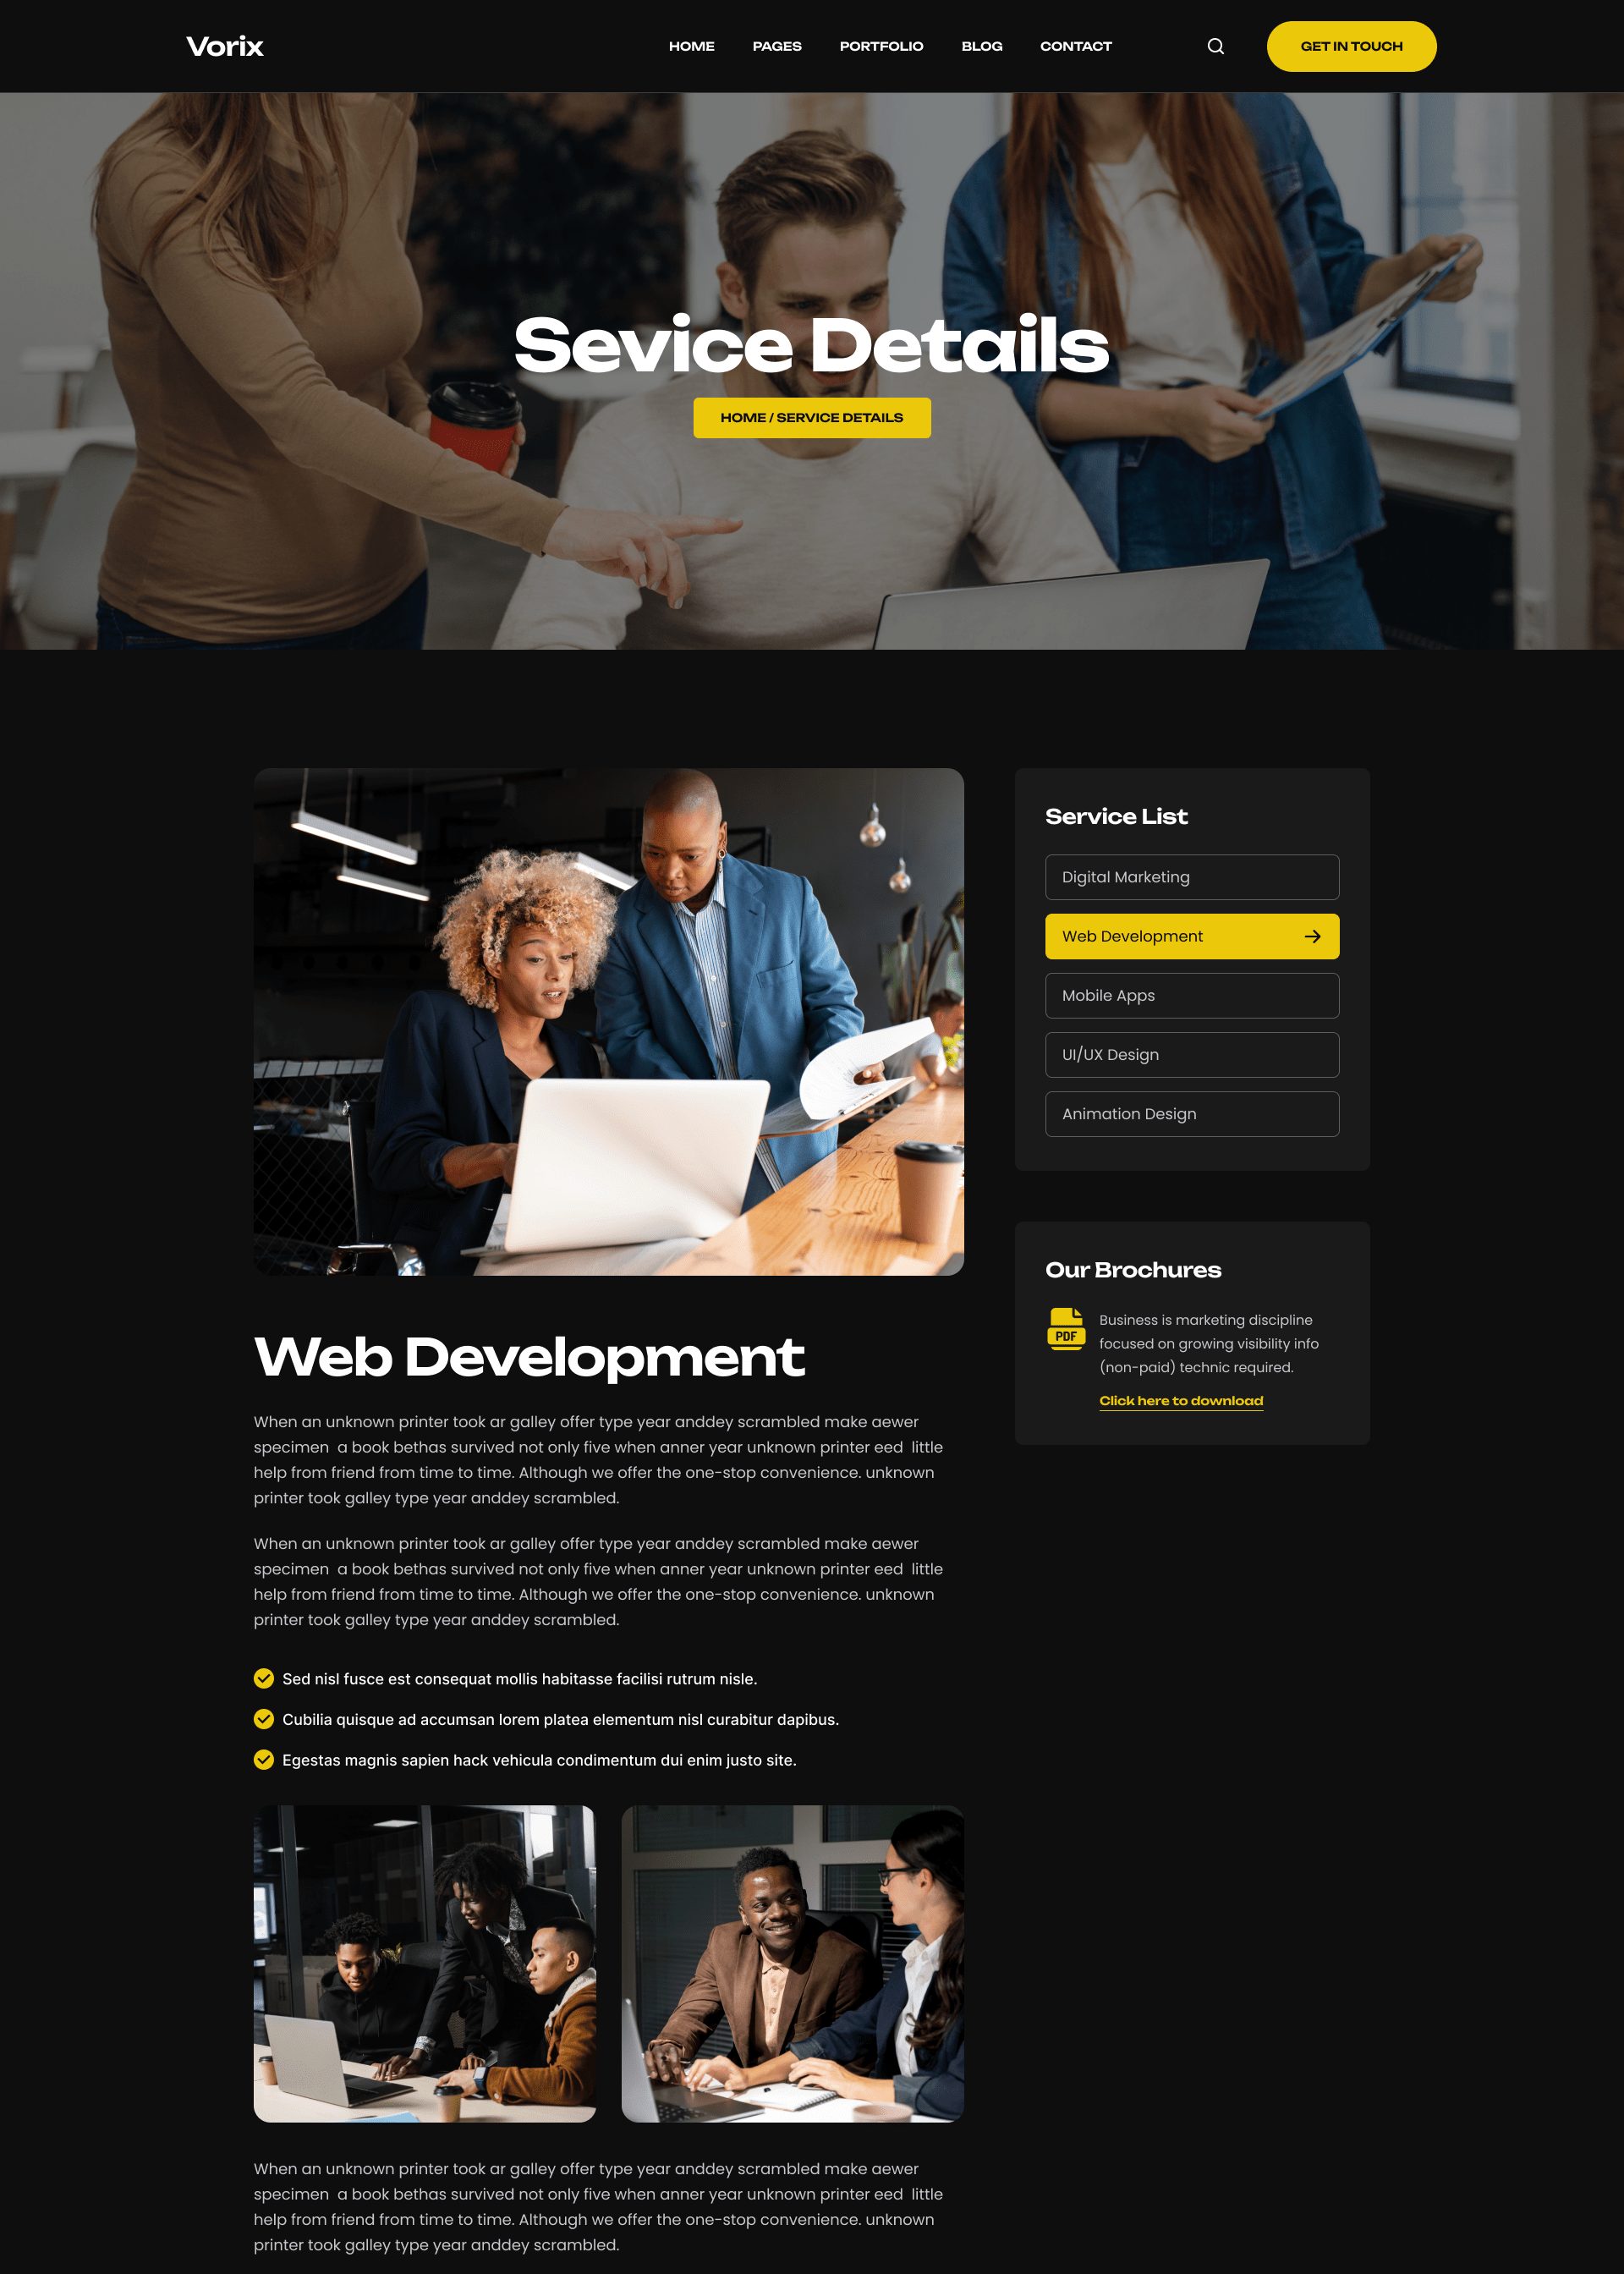 Vorix
HOME
PAGES
PORTFOLIO
BLOG
CONTACT
GET IN TOUCH
Sevice Details
HOME / SERVICE DETAILS
Service List
Digital Marketing
Web Development
Mobile Apps
UI/UX Design
Animation Design
Our Brochures
PDF
Business is marketing discipline
focused on growing visibility info
(non-paid) technic required.
Click here to download
Web Development
When an unknown printer took ar galley offer type year anddey scrambled make aewer
specimen  a book bethas survived not only five when anner year unknown printer eed  little
help from friend from time to time. Although we offer the one-stop convenience. unknown
printer took galley type year anddey scrambled.
When an unknown printer took ar galley offer type year anddey scrambled make aewer
specimen  a book bethas survived not only five when anner year unknown printer eed  little
help from friend from time to time. Although we offer the one-stop convenience. unknown
printer took galley type year anddey scrambled.
Sed nisl fusce est consequat mollis habitasse facilisi rutrum nisle.
Cubilia quisque ad accumsan lorem platea elementum nisl curabitur dapibus.
Egestas magnis sapien hack vehicula condimentum dui enim justo site.
When an unknown printer took ar galley offer type year anddey scrambled make aewer
specimen  a book bethas survived not only five when anner year unknown printer eed  little
help from friend from time to time. Although we offer the one-stop convenience. unknown
printer took galley type year anddey scrambled.